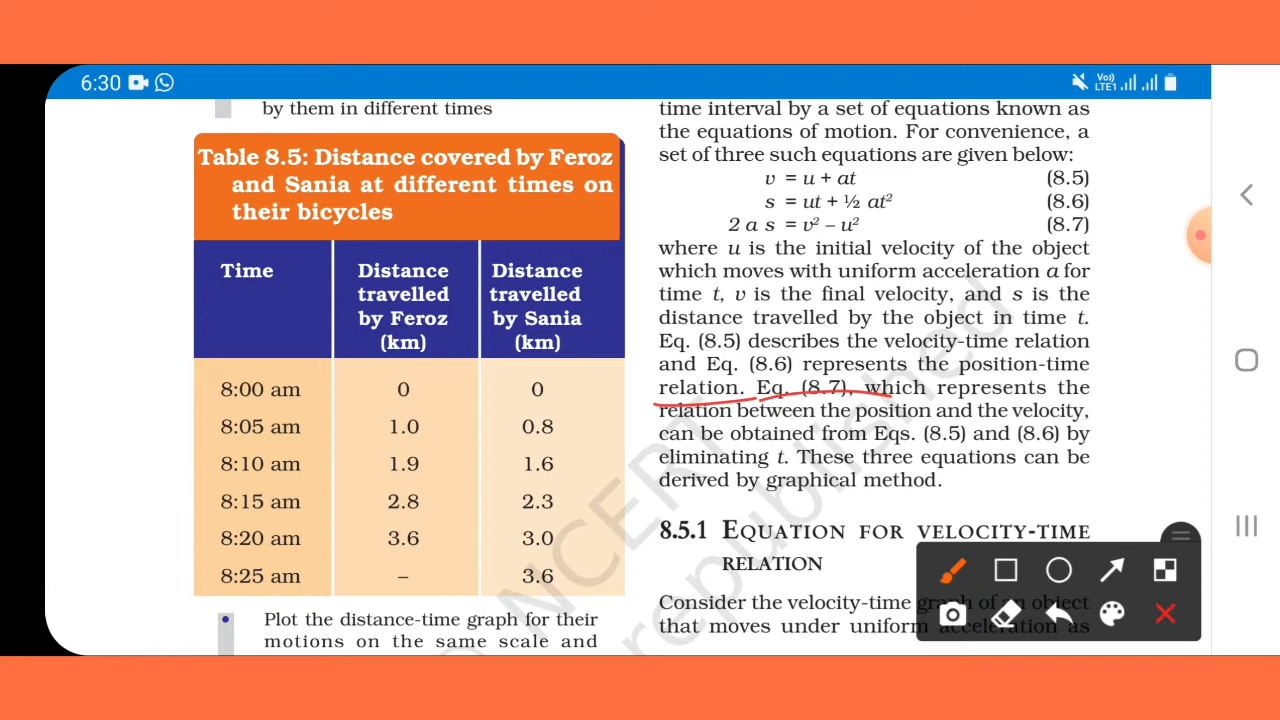 6:30
Vo))
LTE1
by them in different times
Table 8.5: Distance covered by Feroz
and Sania at different times on
their bicycles
Time Distance Distance
travelled travelled
by Feroz by Sania
(km) (km)
8:00 am 0 0
8:05 am 1.0 0.8
8:10 am 1.9 1.6
8:15 am 2.8 2.3
8:20 am 3.6 3.0
8:25 am – 3.6
• Plot the distance-time graph for their
motions on the same scale and
time interval by a set of equations known as
the equations of motion. For convenience, a
set of three such equations are given below:
v = u + at (8.5)
s = ut + ½ at² (8.6)
2 a s = v² – u² (8.7)
where u is the initial velocity of the object
which moves with uniform acceleration a for
time t, v is the final velocity, and s is the
distance travelled by the object in time t.
Eq. (8.5) describes the velocity-time relation
and Eq. (8.6) represents the position-time
relation. Eq. (8.7), which represents the
relation between the position and the velocity,
can be obtained from Eqs. (8.5) and (8.6) by
eliminating t. These three equations can be
derived by graphical method.
8.5.1 EQUATION FOR VELOCITY-TIME
RELATION
Consider the velocity-time graph of an object
that moves under uniform acceleration as
NCERT
republished